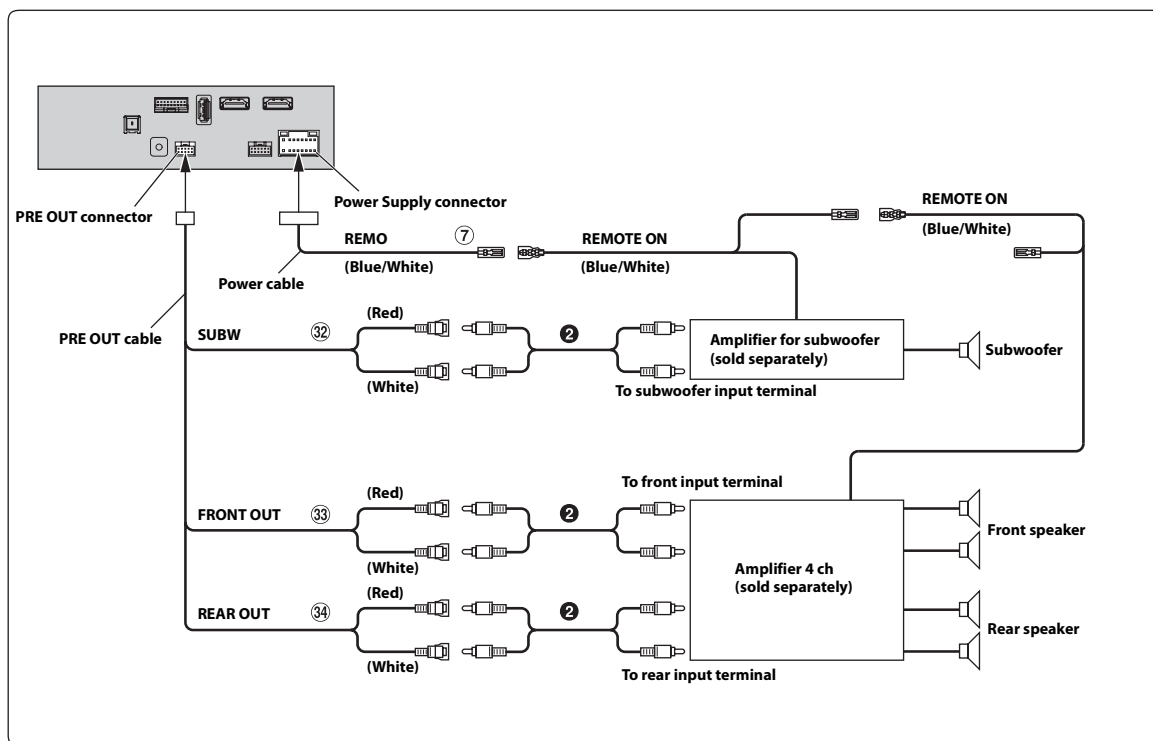 PRE OUT connector
Power Supply connector
REMOTE ON
(Blue/White)
REMO
⑦
(Blue/White)
REMOTE ON
(Blue/White)
Power cable
PRE OUT cable
SUBW
㉜
(Red)
(White)
❷
Amplifier for subwoofer
(sold separately)
Subwoofer
To subwoofer input terminal
FRONT OUT
㉝
(Red)
(White)
❷
To front input terminal
Front speaker
Amplifier 4 ch
(sold separately)
REAR OUT
㉞
(Red)
(White)
❷
To rear input terminal
Rear speaker